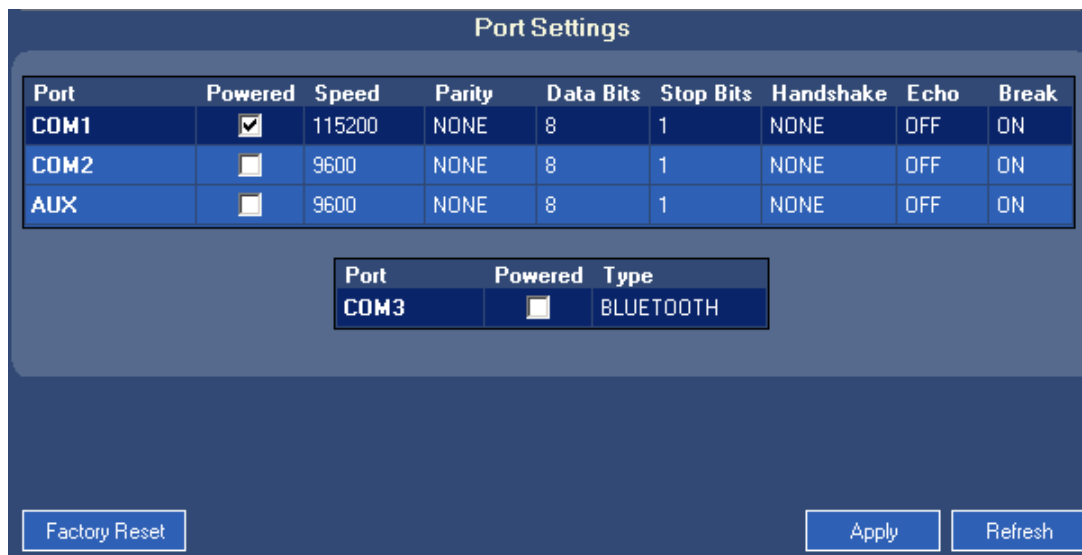 Port Settings
Port Powered Speed Parity Data Bits Stop Bits Handshake Echo Break
COM1 115200 NONE 8 1 NONE OFF ON
COM2 9600 NONE 8 1 NONE OFF ON
AUX 9600 NONE 8 1 NONE OFF ON
Port Powered Type
COM3 BLUETOOTH
Factory Reset Apply Refresh